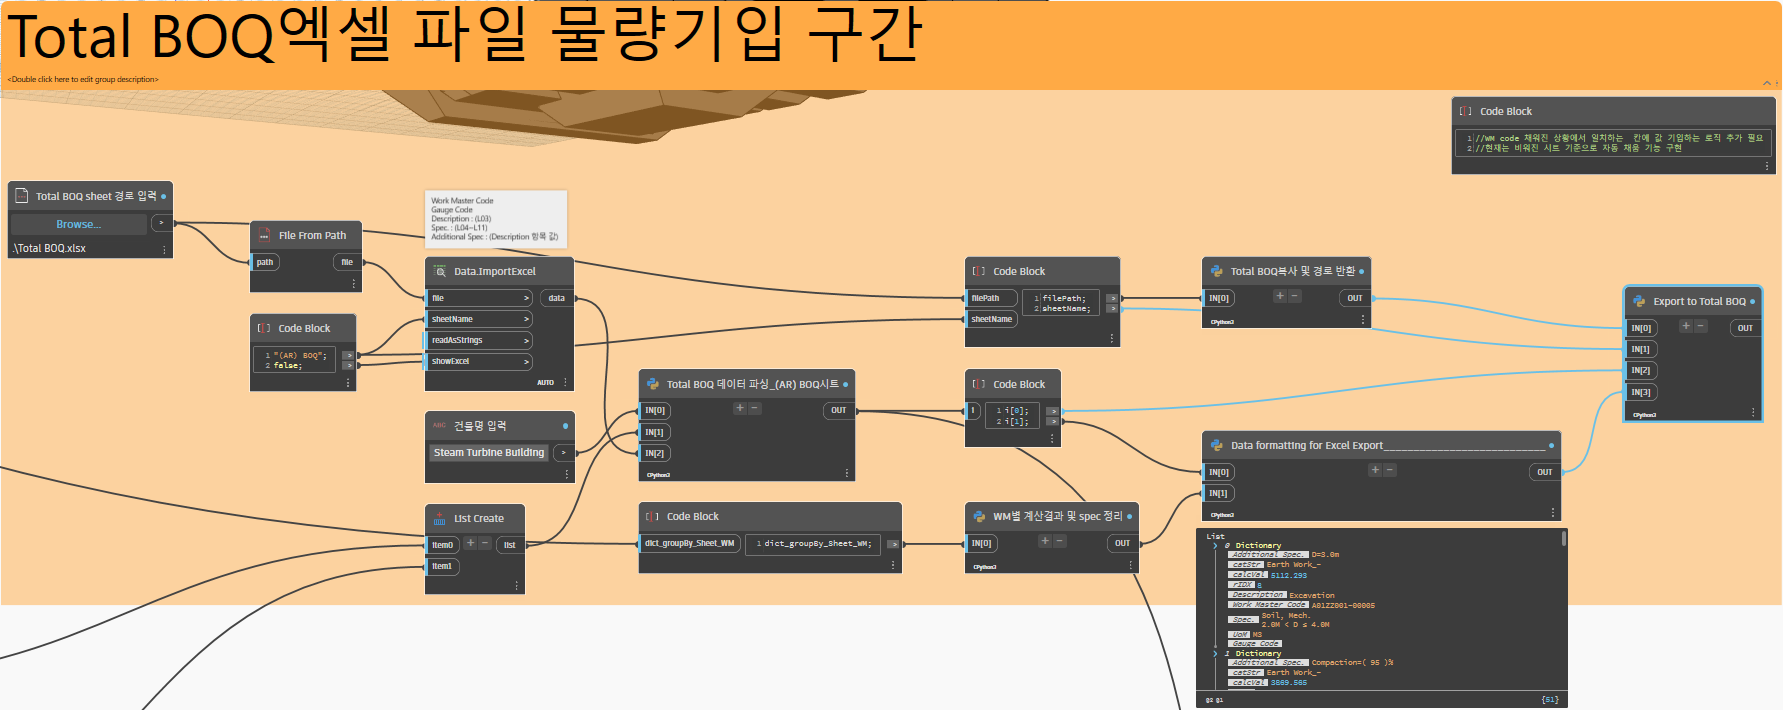 Total BOQ엑셀 파일 물량기입 구간
<Double click here to edit group description>
Code Block
1 //WM code 채워진 상황에서 일치하는 칸에 값 기입하는 로직 추가 필요
2 //현재는 비워진 시트 기준으로 자동 채움 기능 구현
Total BOQ sheet 경로 입력
Browse...
>
.\Total BOQ.xlsx
File From Path
path
file
Work Master Code
Gauge Code
Description : (L03)
Spec. : (L04~L11)
Additional Spec : (Description 항목 값)
Data.ImportExcel
file >
data
sheetName >
readAsStrings >
showExcel >
AUTO
Code Block
1 "(AR) BOQ"; >
2 false; >
건물명 입력
Steam Turbine Building >
List Create
item0 + − list
item1
Total BOQ 데이터 파싱_(AR) BOQ시트
IN[0] + − OUT
IN[1]
IN[2]
CPython3
Code Block
dict_groupBy_Sheet_WM 1 dict_groupBy_Sheet_WM; >
Code Block
filePath 1 filePath; >
sheetName 2 sheetName; >
Code Block
i 1 i[0]; >
2 i[1]; >
WM별 계산결과 및 spec 정리
IN[0] + − OUT
CPython3
Total BOQ복사 및 경로 반환
IN[0] + − OUT
CPython3
Data formatting for Excel Export___________________________
IN[0] + − OUT
IN[1]
CPython3
Export to Total BOQ
IN[0] + − OUT
IN[1]
IN[2]
IN[3]
CPython3
List
0 Dictionary
Additional Spec. D=3.0m
catStr Earth Work_-
calcVal 5112.293
rIDX 8
Description Excavation
Work Master Code A01ZZ001-00005
Spec. Soil, Mech.
2.0M < D ≤ 4.0M
UoM M3
Gauge Code
1 Dictionary
Additional Spec. Compaction=( 95 )%
catStr Earth Work_-
calcVal 3809.505
@2 @1
{51}